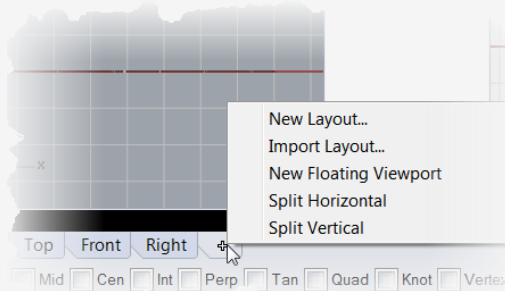 New Layout...
Import Layout...
New Floating Viewport
Split Horizontal
Split Vertical
x
Top Front Right
Mid Cen Int Perp Tan Quad Knot Vertex